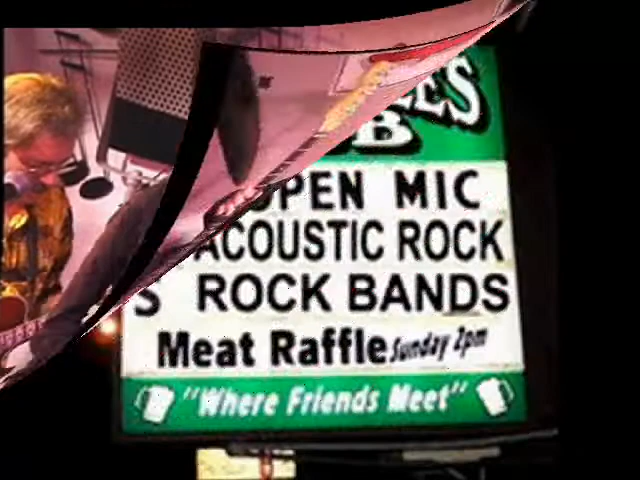 OPEN MIC
ACOUSTIC ROCK
S ROCK BANDS
Meat Raffle Sunday 2pm
"Where Friends Meet"